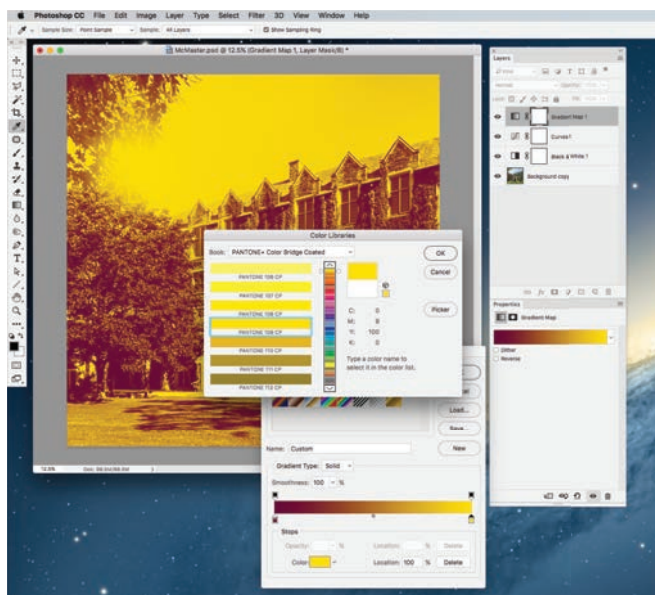 Photoshop CC File Edit Image Layer Type Select Filter 3D View Window Help
Sample Size: Point Sample Sample: All Layers Show Sampling Ring
McMaster.psd @ 12.5% (Gradient Map 1, Layer Mask/8) *
Layers
Gradient Map 1
Curves 1
Black & White 1
Background copy
Properties
Gradient Map
Dither
Reverse
Color Libraries
Book: PANTONE+ Color Bridge Coated
OK
Cancel
Picker
PANTONE 106 CP
PANTONE 107 CP
PANTONE 108 CP
PANTONE 109 CP
PANTONE 110 CP
PANTONE 111 CP
PANTONE 112 CP
C: 0
M: 9
Y: 100
K: 0
Type a color name to
select it in the color list.
Load...
Save...
12.5%
Name: Custom
New
Gradient Type: Solid
Smoothness: 100 %
Stops
Opacity: % Location: % Delete
Color: Location: 100 % Delete